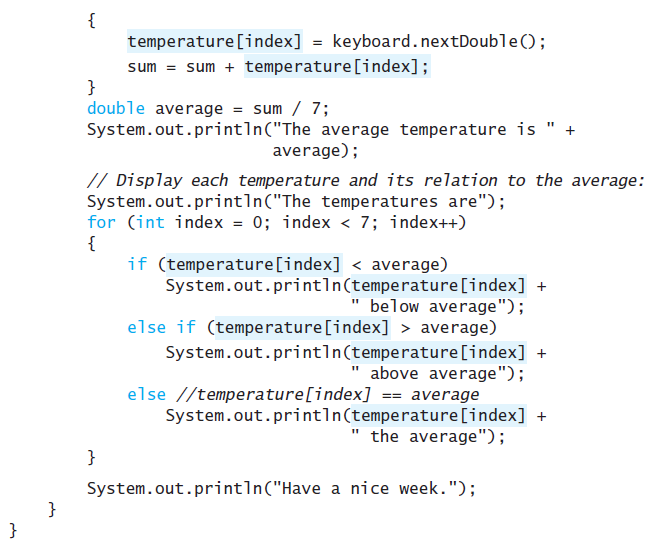 {
temperature[index] = keyboard.nextDouble();
sum = sum + temperature[index];
}
double average = sum / 7;
System.out.println("The average temperature is " +
average);
// Display each temperature and its relation to the average:
System.out.println("The temperatures are");
for (int index = 0; index < 7; index++)
{
if (temperature[index] < average)
System.out.println(temperature[index] +
" below average");
else if (temperature[index] > average)
System.out.println(temperature[index] +
" above average");
else //temperature[index] == average
System.out.println(temperature[index] +
" the average");
}
System.out.println("Have a nice week.");
}
}